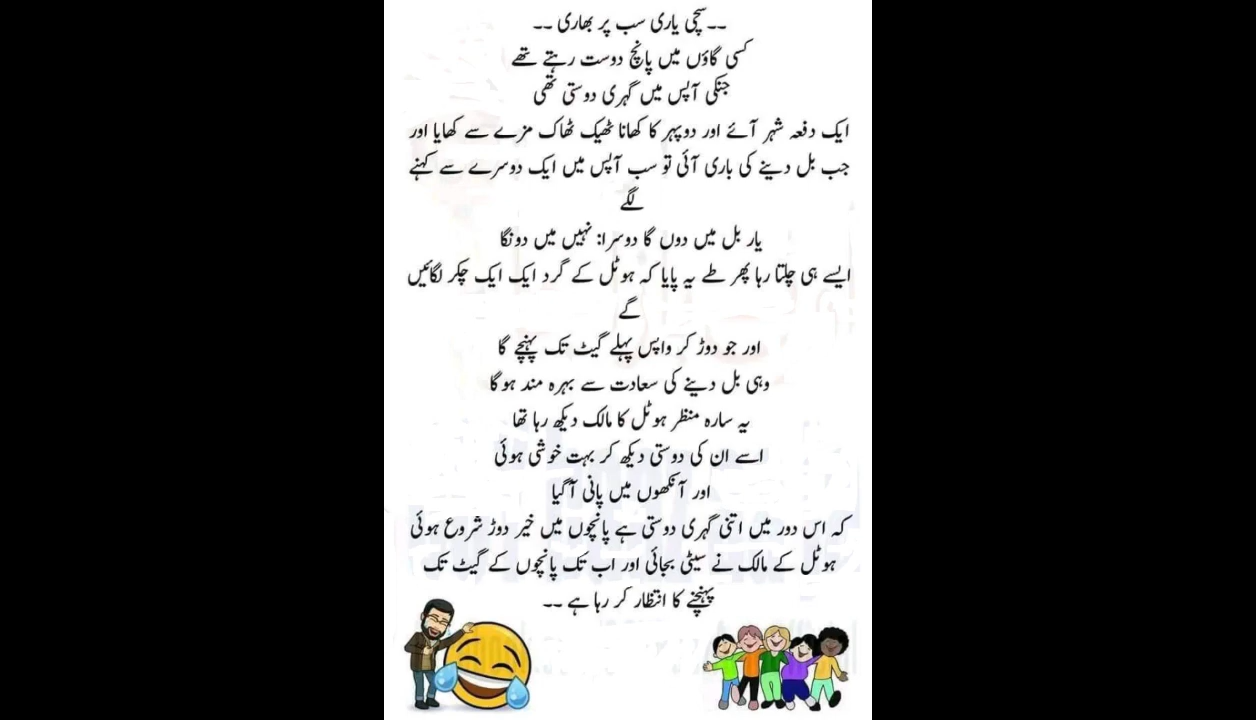 ۔۔سچی یاری سب پر بھاری ۔۔
کسی گاؤں میں پانچ دوست رہتے تھے
جنکی آپس میں گہری دوستی تھی
ایک دفعہ شہر آئے اور دوپہر کا کھانا ٹھیک ٹھاک مزے سے کھایا اور
جب بل دینے کی باری آئی تو سب آپس میں ایک دوسرے سے کہنے
لگے
یار بل میں دوں گا دوسرا: نہیں میں دونگا
ایسے ہی چلتا رہا پھر طے یہ پایا کہ ہوٹل کے گرد ایک ایک چکر لگائیں
گے
اور جو دوڑ کر واپس پہلے گیٹ تک پہنچے گا
وہی بل دینے کی سعادت سے بہرہ مند ہوگا
یہ سارہ منظر ہوٹل کا مالک دیکھ رہا تھا
اسے ان کی دوستی دیکھ کر بہت خوشی ہوئی
اور آنکھوں میں پانی آگیا
کہ اس دور میں اتنی گہری دوستی ہے پانچوں میں خیر دوڑ شروع ہوئی
ہوٹل کے مالک نے سیٹی بجائی اور اب تک پانچوں کے گیٹ تک
پہنچنے کا انتظار کر رہا ہے ۔۔